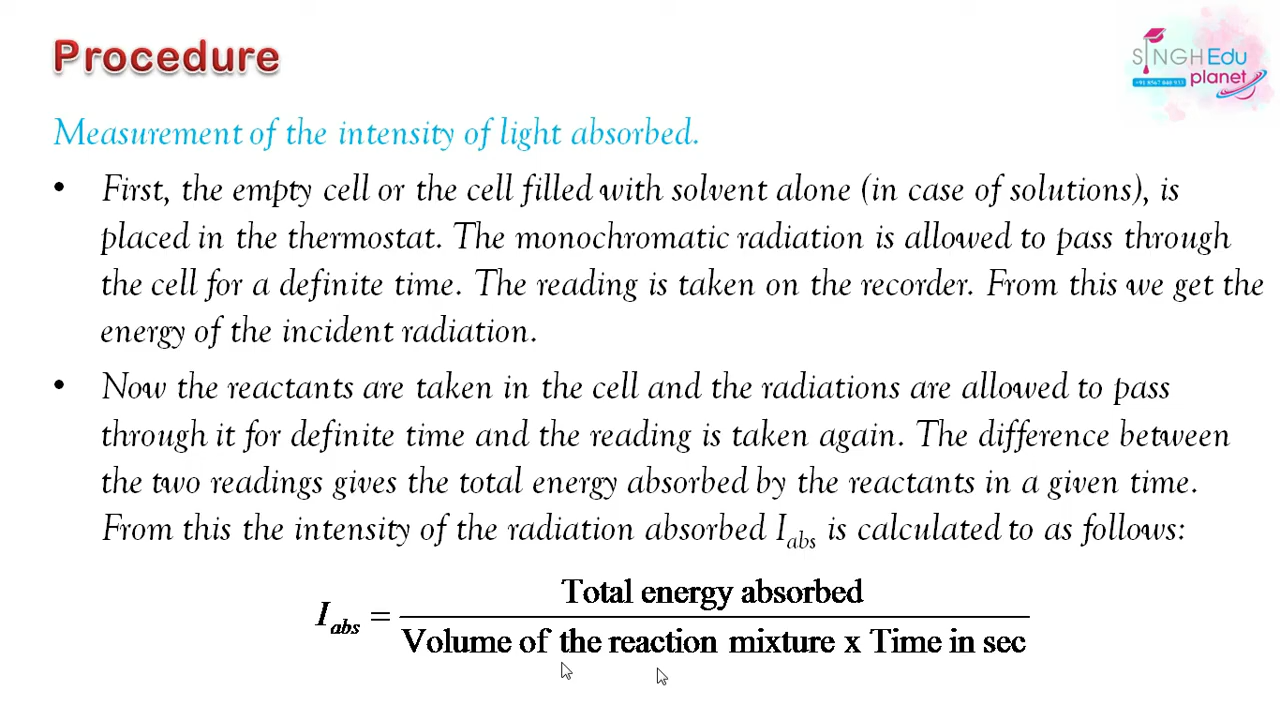 Procedure
SINGH Edu
planet
Measurement of the intensity of light absorbed.
• First, the empty cell or the cell filled with solvent alone (in case of solutions), is
placed in the thermostat. The monochromatic radiation is allowed to pass through
the cell for a definite time. The reading is taken on the recorder. From this we get the
energy of the incident radiation.
• Now the reactants are taken in the cell and the radiations are allowed to pass
through it for definite time and the reading is taken again. The difference between
the two readings gives the total energy absorbed by the reactants in a given time.
From this the intensity of the radiation absorbed Iabs is calculated to as follows:
Total energy absorbed
Iabs =
Volume of the reaction mixture x Time in sec